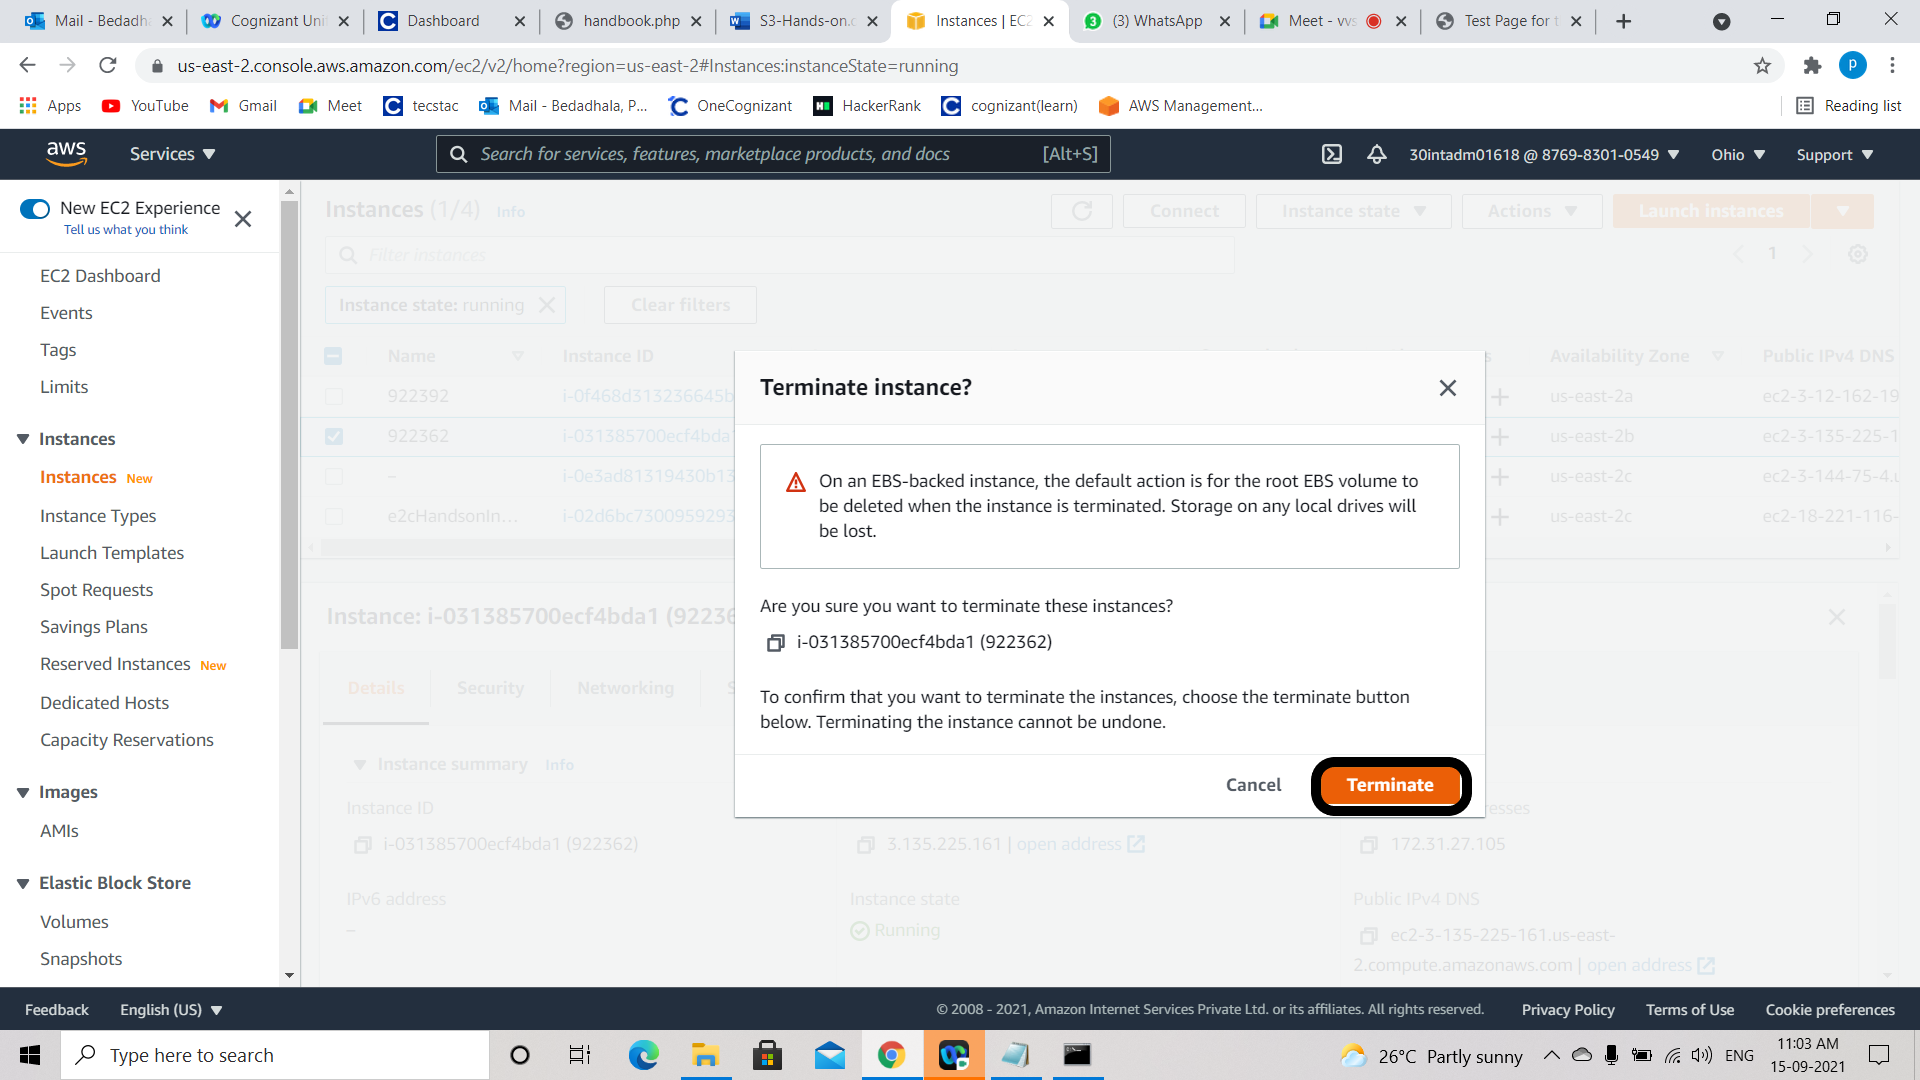 Mail - Bedadha
Cognizant Uni
Dashboard
handbook.php
S3-Hands-on.
Instances | EC2
(3) WhatsApp
Meet - vvs
Test Page for t
us-east-2.console.aws.amazon.com/ec2/v2/home?region=us-east-2#Instances:instanceState=running
p
Apps
YouTube
Gmail
Meet
tecstac
Mail - Bedadhala, P...
OneCognizant
HackerRank
cognizant(learn)
AWS Management...
Reading list
aws
Services
Search for services, features, marketplace products, and docs
[Alt+S]
30intadm01618 @ 8769-8301-0549
Ohio
Support
New EC2 Experience
Tell us what you think
EC2 Dashboard
Events
Tags
Limits
Instances
Instances New
Instance Types
Launch Templates
Spot Requests
Savings Plans
Reserved Instances New
Dedicated Hosts
Capacity Reservations
Images
AMIs
Elastic Block Store
Volumes
Snapshots
Instances (1/4) Info
Connect
Instance state
Actions
Launch instances
Filter instances
1
Instance state: running
Clear filters
Name
Instance ID
Availability Zone
Public IPv4 DNS
922392
i-0f468d313236645b
us-east-2a
ec2-3-12-162-19
922362
i-031385700ecf4bda1
us-east-2b
ec2-3-135-225-1
–
i-0e3ad81319430b13
us-east-2c
ec2-3-144-75-4.u
e2cHandsonIn...
i-02d6bc7300959293
us-east-2c
ec2-18-221-116-
Terminate instance?
On an EBS-backed instance, the default action is for the root EBS volume to
be deleted when the instance is terminated. Storage on any local drives will
be lost.
Are you sure you want to terminate these instances?
i-031385700ecf4bda1 (922362)
To confirm that you want to terminate the instances, choose the terminate button
below. Terminating the instance cannot be undone.
Cancel
Terminate
Instance: i-031385700ecf4bda1 (92236
Details
Security
Networking
S
Instance summary Info
Instance ID
resses
i-031385700ecf4bda1 (922362)
3.135.225.161 | open address
172.31.27.105
IPv6 address
Instance state
Public IPv4 DNS
–
Running
ec2-3-135-225-161.us-east-
2.compute.amazonaws.com | open address
Feedback
English (US)
© 2008 - 2021, Amazon Internet Services Private Ltd. or its affiliates. All rights reserved.
Privacy Policy
Terms of Use
Cookie preferences
Type here to search
26°C Partly sunny
ENG
11:03 AM
15-09-2021